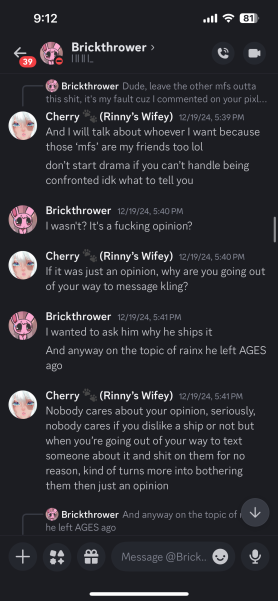 9:12
81
39
Brickthrower >
Brickthrower Dude, leave the other mfs outta
this shit, it's my fault cuz I commented on your pixl...
Cherry 🐾 (Rinny's Wifey) 12/19/24, 5:39 PM
And I will talk about whoever I want because
those 'mfs' are my friends too lol
don't start drama if you can't handle being
confronted idk what to tell you
Brickthrower 12/19/24, 5:40 PM
I wasn't? It's a fucking opinion?
Cherry 🐾 (Rinny's Wifey) 12/19/24, 5:40 PM
If it was just an opinion, why are you going out
of your way to message kling?
Brickthrower 12/19/24, 5:41 PM
I wanted to ask him why he ships it
And anyway on the topic of rainx he left AGES
ago
Cherry 🐾 (Rinny's Wifey) 12/19/24, 5:41 PM
Nobody cares about your opinion, seriously,
nobody cares if you dislike a ship or not but
when you're going out of your way to text
someone about it and shit on them for no
reason, kind of turns more into bothering
them then just an opinion
Brickthrower And anyway on the topic of r
he left AGES ago
Message @Brick..